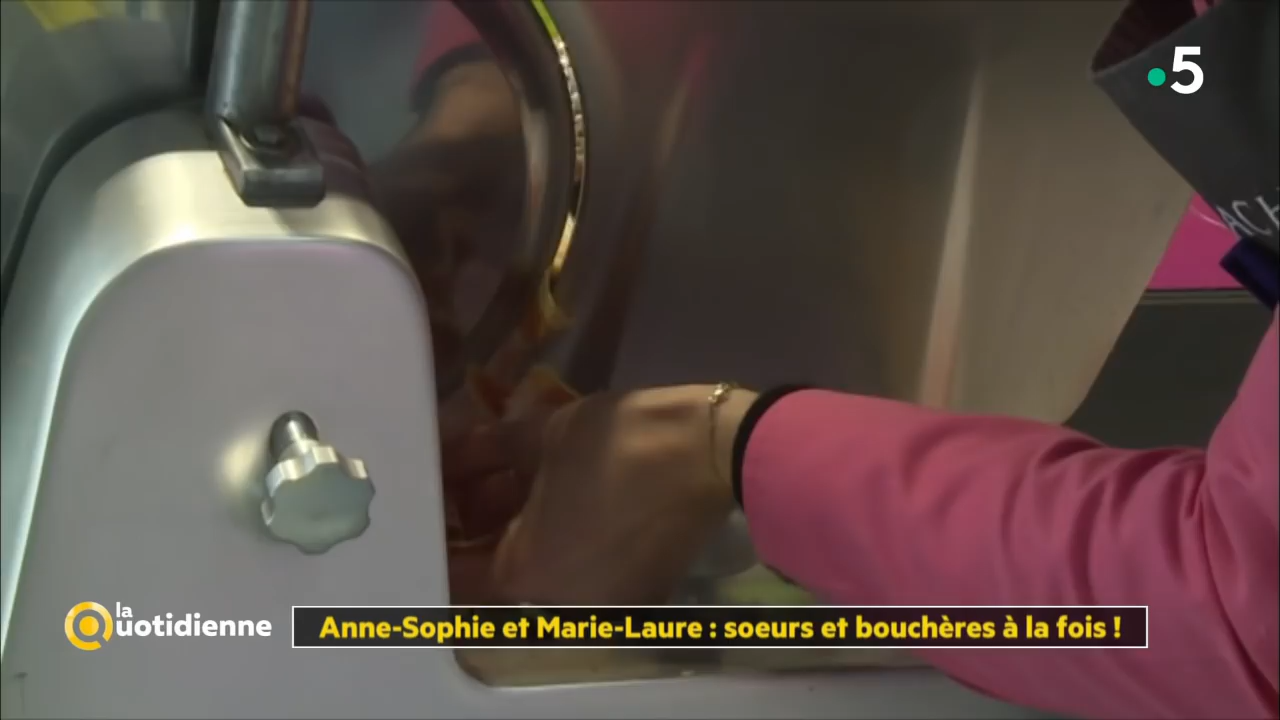 5
la
Quotidienne
Anne-Sophie et Marie-Laure : soeurs et bouchères à la fois !